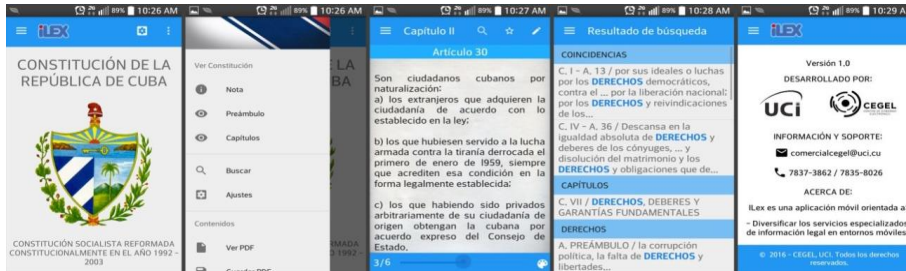 89% 10:26 AM
iLEX
CONSTITUCIÓN DE LA
REPÚBLICA DE CUBA
CONSTITUCIÓN SOCIALISTA REFORMADA
CONSTITUCIONALMENTE EN EL AÑO 1992 -
2003
89% 10:26 AM
Ver Constitución
Nota
Preámbulo
Capítulos
Buscar
Ajustes
Contenidos
Ver PDF
89% 10:27 AM
Capítulo II
Artículo 30
Son ciudadanos cubanos por
naturalización:
a) los extranjeros que adquieren la
ciudadanía de acuerdo con lo
establecido en la ley;
b) los que hubiesen servido a la lucha
armada contra la tiranía derrocada el
primero de enero de l959, siempre
que acrediten esa condición en la
forma legalmente establecida;
c) los que habiendo sido privados
arbitrariamente de su ciudadanía de
origen obtengan la cubana por
acuerdo expreso del Consejo de
Estado.
3/6
89% 10:28 AM
Resultado de búsqueda
COINCIDENCIAS
C, I - A, 13 / por sus ideales o luchas
por los DERECHOS democráticos,
contra el ... por la liberación nacional;
por los DERECHOS y reivindicaciones
de los...
C, IV - A, 36 / Descansa en la
igualdad absoluta de DERECHOS y
deberes de los cónyuges, ... y
disolución del matrimonio y los
DERECHOS y obligaciones que de...
CAPÍTULOS
C, VII / DERECHOS, DEBERES Y
GARANTÍAS FUNDAMENTALES
DERECHOS
A, PREÁMBULO / la corrupción
política, la falta de DERECHOS y
libertades...
89% 10:29 A
iLEX
Versión 1.0
DESARROLLADO POR:
UCi
CEGEL
INFORMACIÓN Y SOPORTE:
comercialcegel@uci.cu
7837-3862 / 7835-8026
ACERCA DE:
ILex es una aplicación móvil orientada a:
- Diversificar los servicios especializados
de información legal en entornos móviles
© 2016 - CEGEL, UCI. Todos los derechos
reservados.